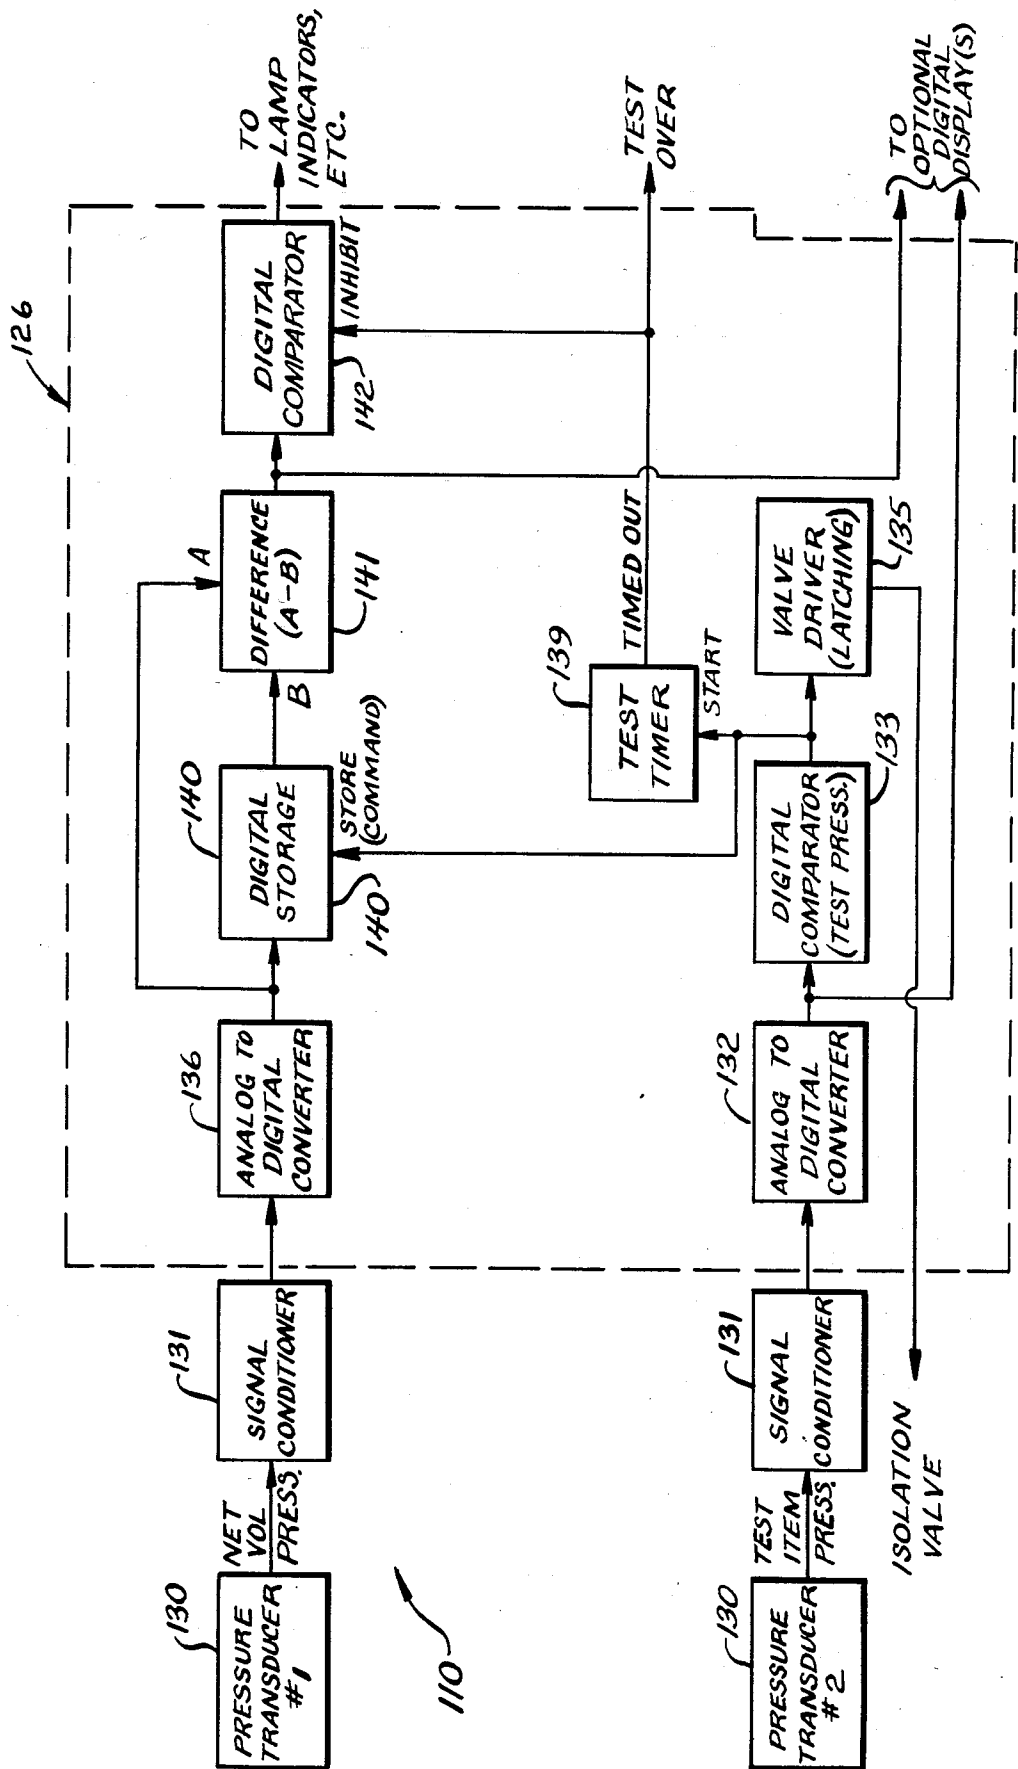 126
130
PRESSURE
TRANSDUCER
#1
NET
VOL
PRESS.
131
SIGNAL
CONDITIONER
136
ANALOG TO
DIGITAL
CONVERTER
140
DIGITAL
STORAGE
140
STORE
(COMMAND)
A
B
DIFFERENCE
(A-B)
141
DIGITAL
COMPARATOR
142
INHIBIT
TO
LAMP
INDICATORS,
ETC.
139
TEST
TIMER
TIMED OUT
START
TEST
OVER
110
130
PRESSURE
TRANSDUCER
#2
TEST
ITEM
PRESS.
131
SIGNAL
CONDITIONER
132
ANALOG TO
DIGITAL
CONVERTER
DIGITAL
COMPARATOR
(TEST PRESS.)
133
VALVE
DRIVER
(LATCHING)
135
TO
OPTIONAL
DIGITAL
DISPLAY(S)
ISOLATION
VALVE